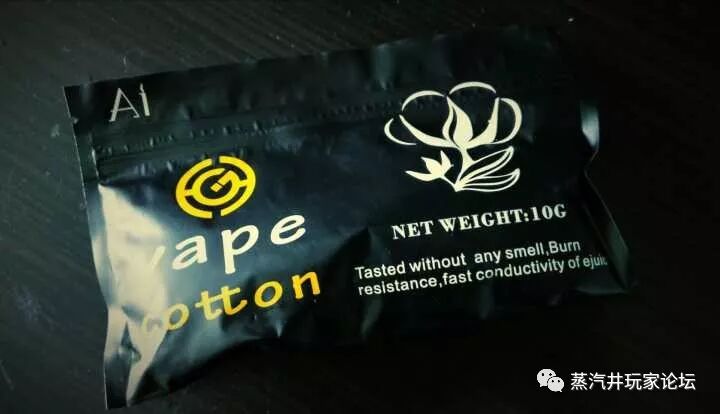 Ai
G
vape
cotton
NET WEIGHT:10G
Tasted without any smell,Burn
resistance,fast conductivity of ejuic
蒸汽井玩家论坛